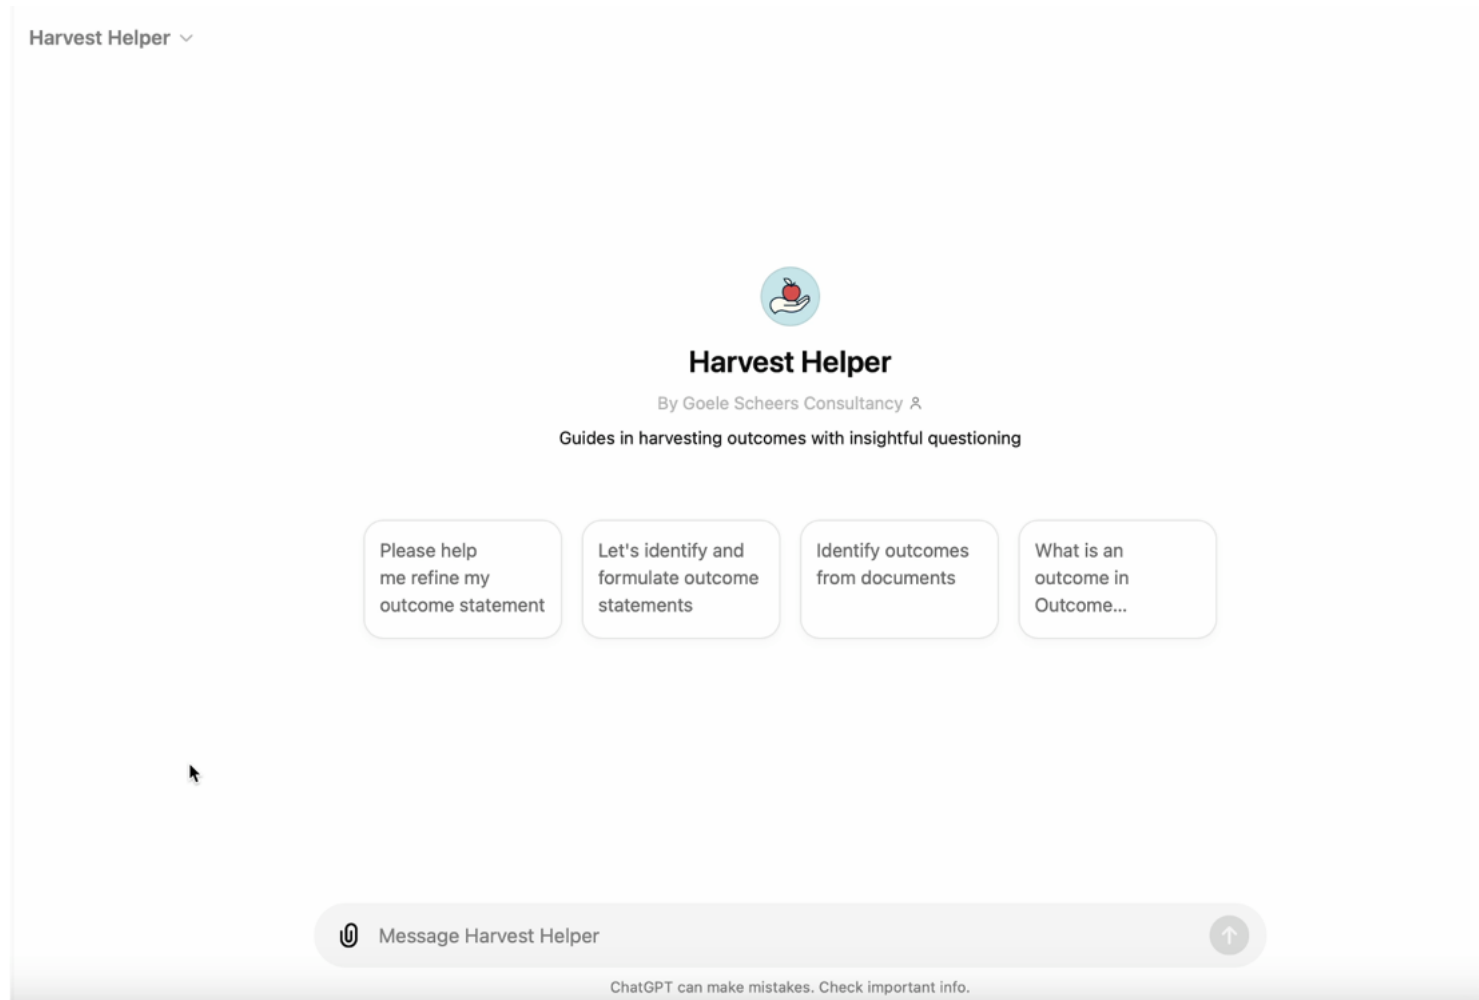 Harvest Helper
Harvest Helper
By Goele Scheers Consultancy
Guides in harvesting outcomes with insightful questioning
Please help
me refine my
outcome statement
Let's identify and
formulate outcome
statements
Identify outcomes
from documents
What is an
outcome in
Outcome...
Message Harvest Helper
ChatGPT can make mistakes. Check important info.